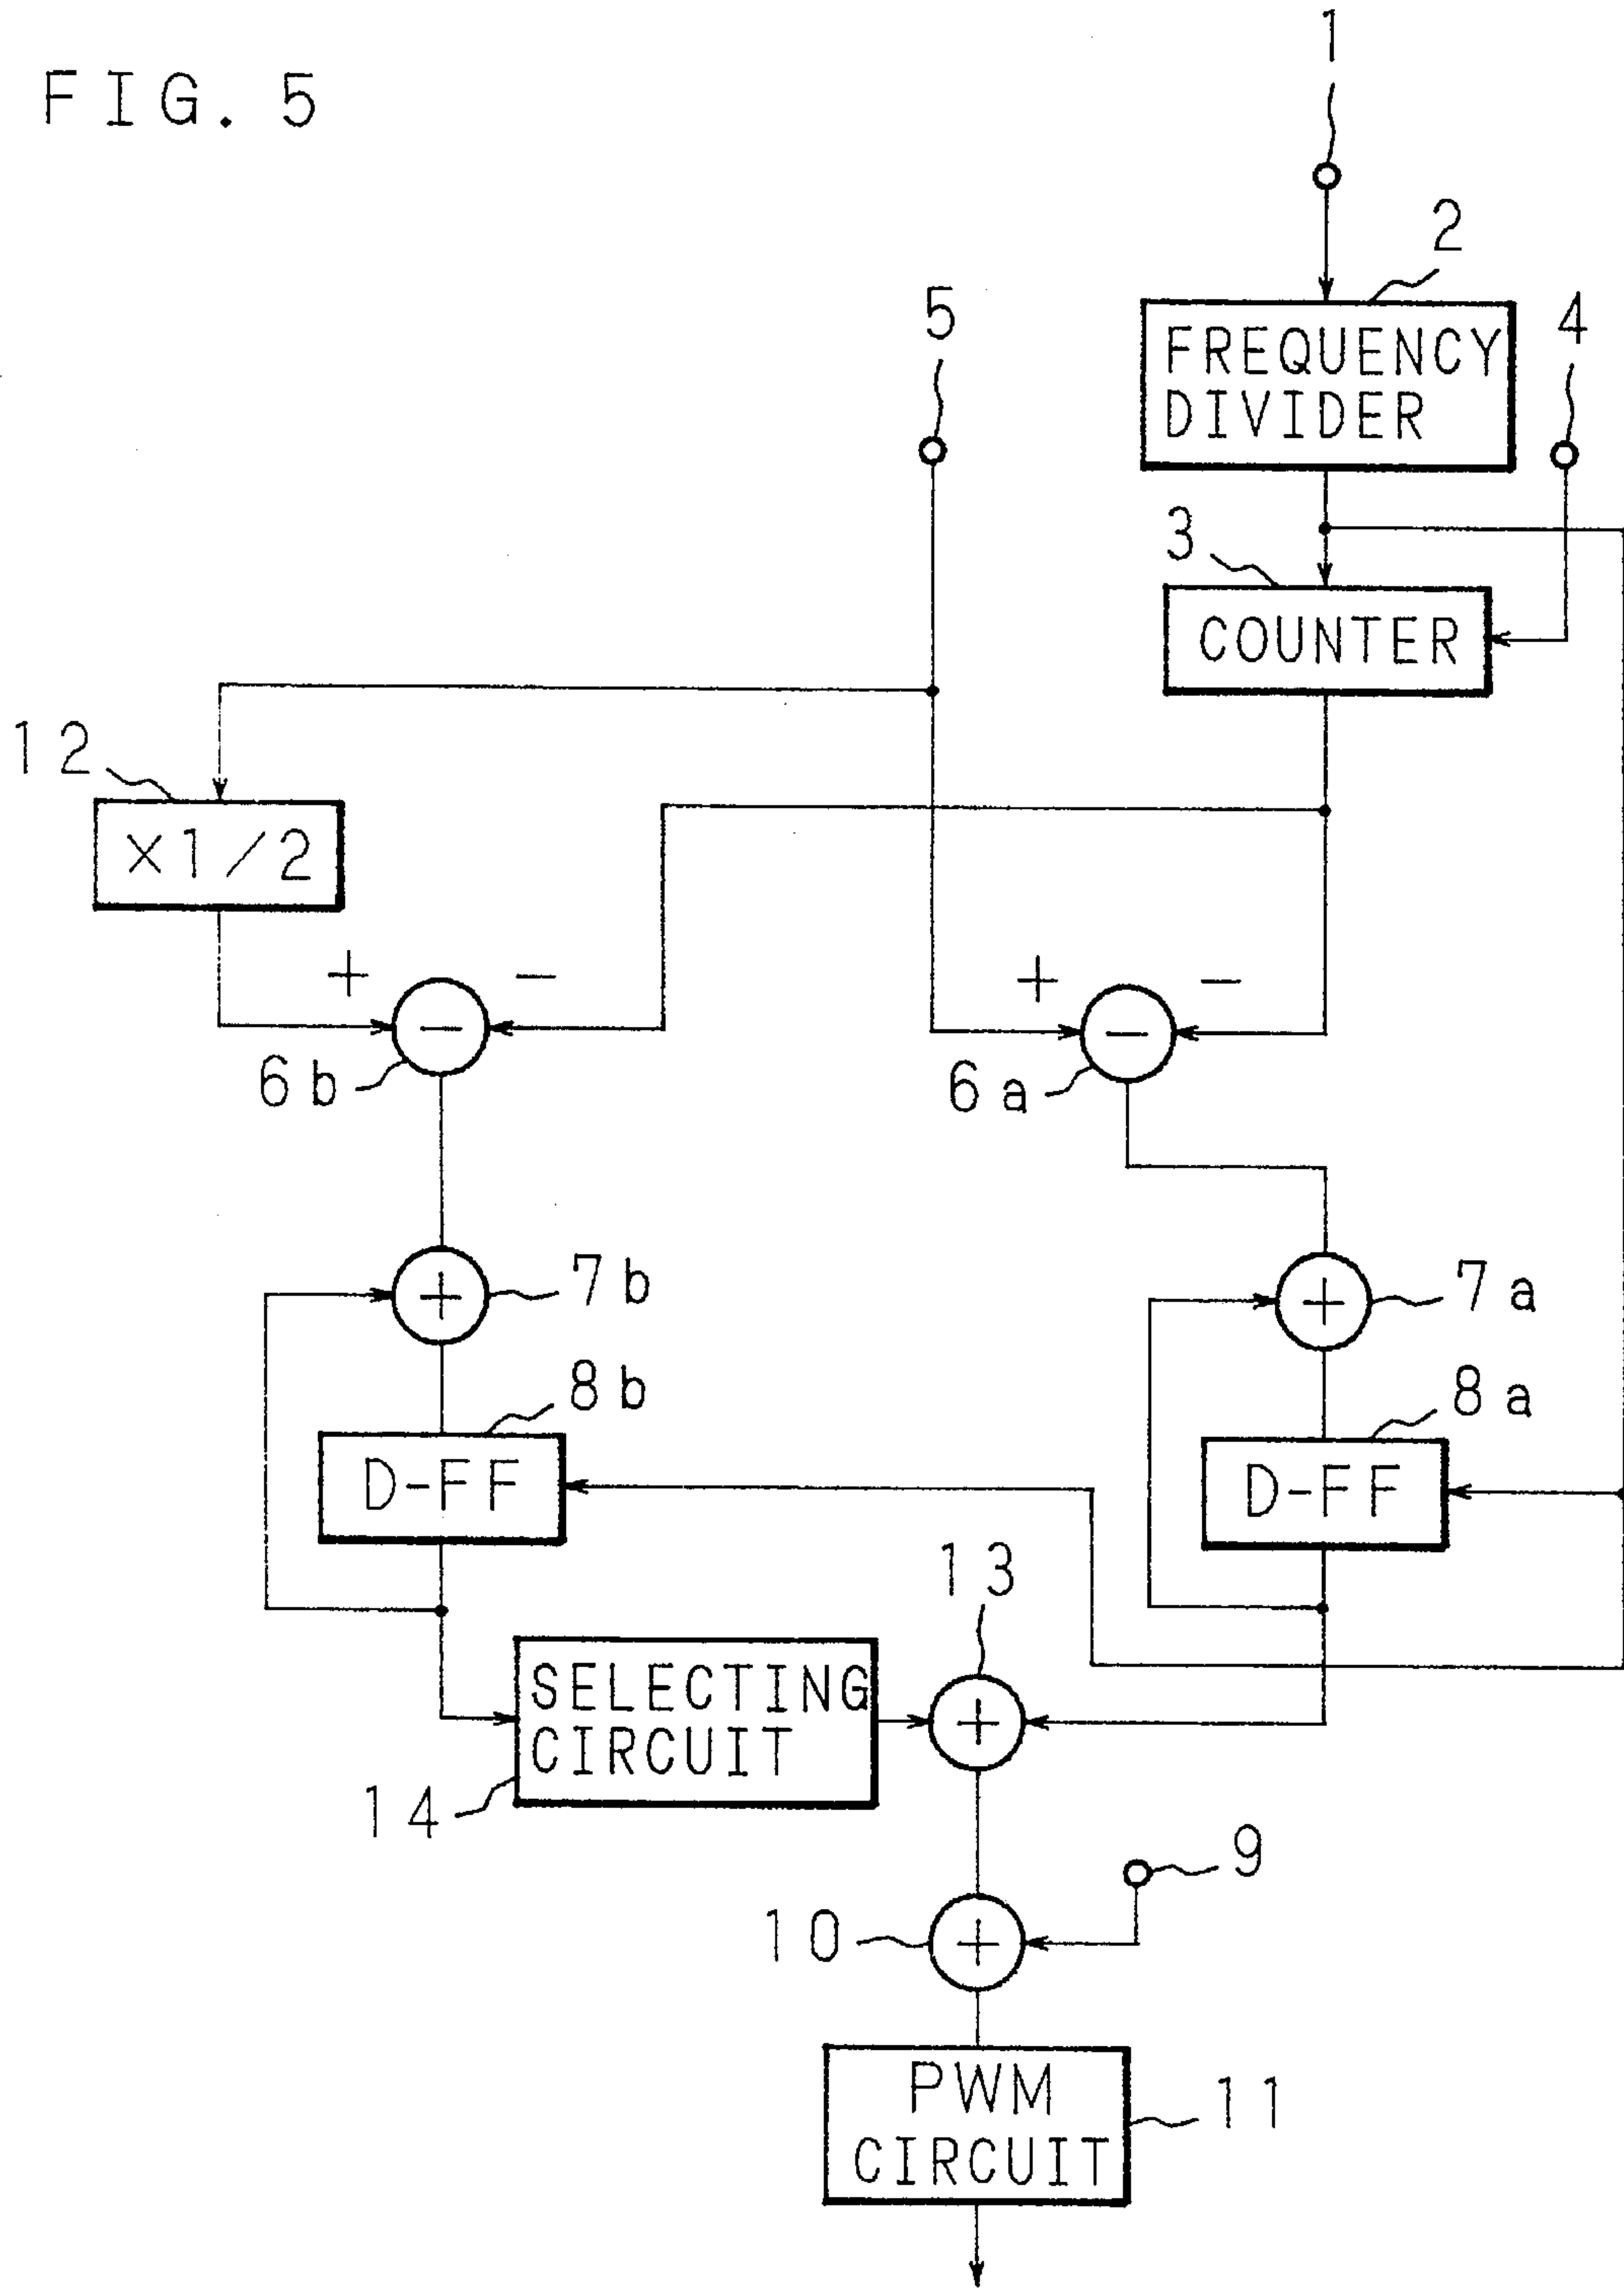 FIG. 5
1
2
FREQUENCY
DIVIDER
4
5
3
COUNTER
12
×1/2
+
−
+
−
−
−
6b
6a
+
7b
+
7a
8b
8a
D-FF
D-FF
13
SELECTING
CIRCUIT
+
14
9
10
+
PWM
CIRCUIT
11